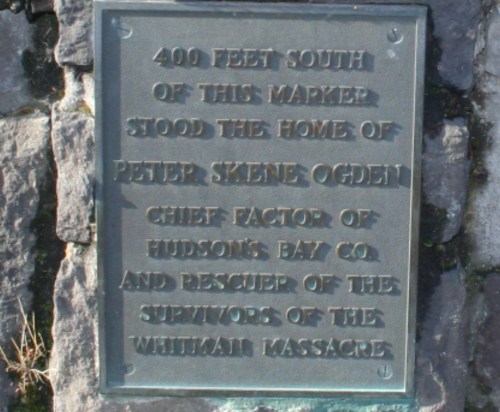 400 FEET SOUTH
OF THIS MARKER
STOOD THE HOME OF
PETER SKENE OGDEN
CHIEF FACTOR OF
HUDSON'S BAY CO.
AND RESCUER OF THE
SURVIVORS OF THE
WHITMAN MASSACRE